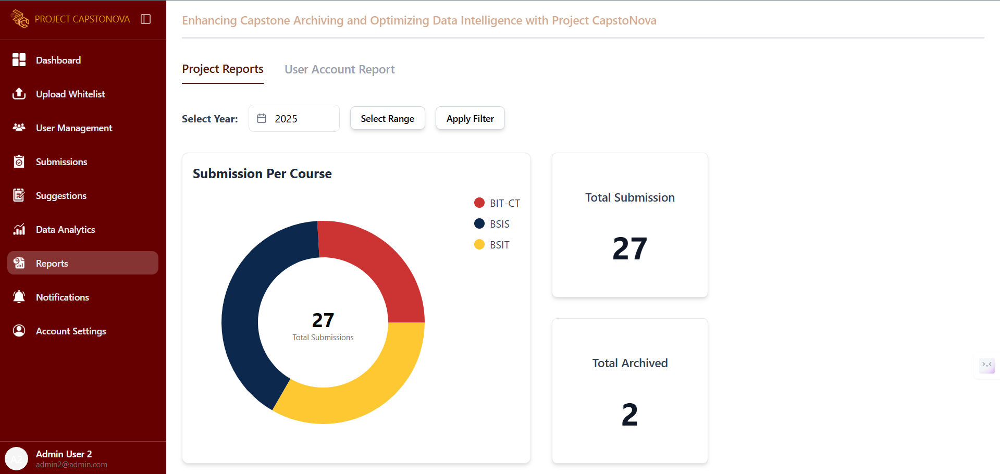 PROJECT CAPSTONOVA
Dashboard
Upload Whitelist
User Management
Submissions
Suggestions
Data Analytics
Reports
Notifications
Account Settings
A2
Admin User 2
admin2@admin.com
Enhancing Capstone Archiving and Optimizing Data Intelligence with Project CapstoNova
Project Reports User Account Report
Select Year: 2025 Select Range Apply Filter
Submission Per Course
BIT-CT
BSIS
BSIT
27
Total Submissions
Total Submission
27
Total Archived
2